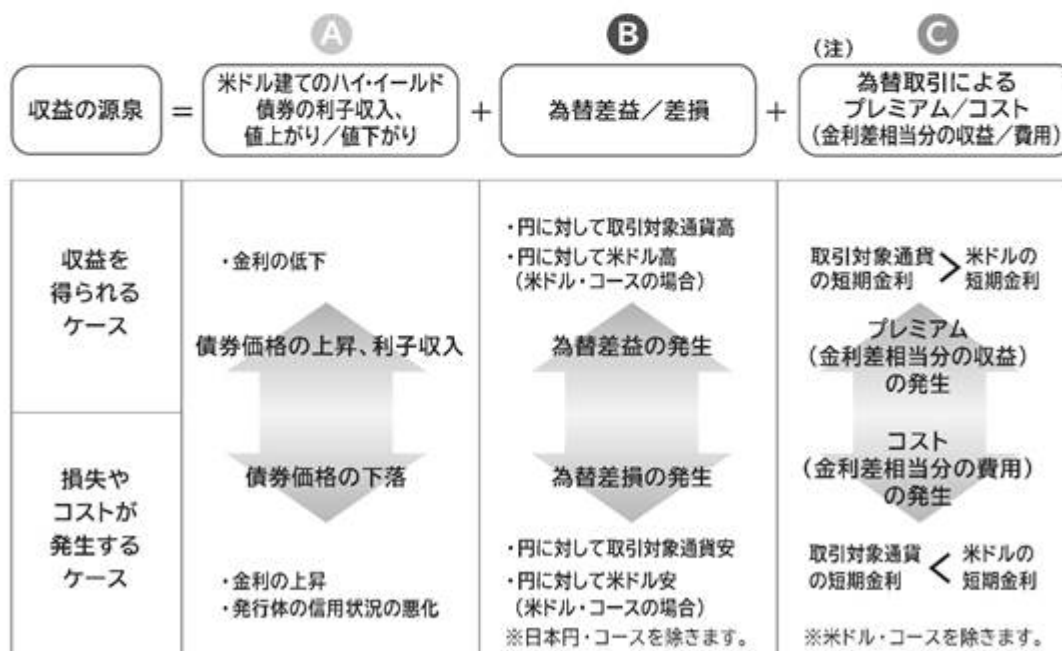 A
B
(注)
C
収益の源泉
=
米ドル建てのハイ・イールド
債券の利子収入、
値上がり/値下がり
+
為替差益/差損
+
為替取引による
プレミアム/コスト
(金利差相当分の収益/費用)
収益を
得られる
ケース
・金利の低下
債券価格の上昇、利子収入
・円に対して取引対象通貨高
・円に対して米ドル高
(米ドル・コースの場合)
為替差益の発生
取引対象通貨
の短期金利
>
米ドルの
短期金利
プレミアム
(金利差相当分の収益)
の発生
損失や
コストが
発生する
ケース
債券価格の下落
・金利の上昇
・発行体の信用状況の悪化
為替差損の発生
・円に対して取引対象通貨安
・円に対して米ドル安
(米ドル・コースの場合)
※日本円・コースを除きます。
コスト
(金利差相当分の費用)
の発生
取引対象通貨
の短期金利
<
米ドルの
短期金利
※米ドル・コースを除きます。